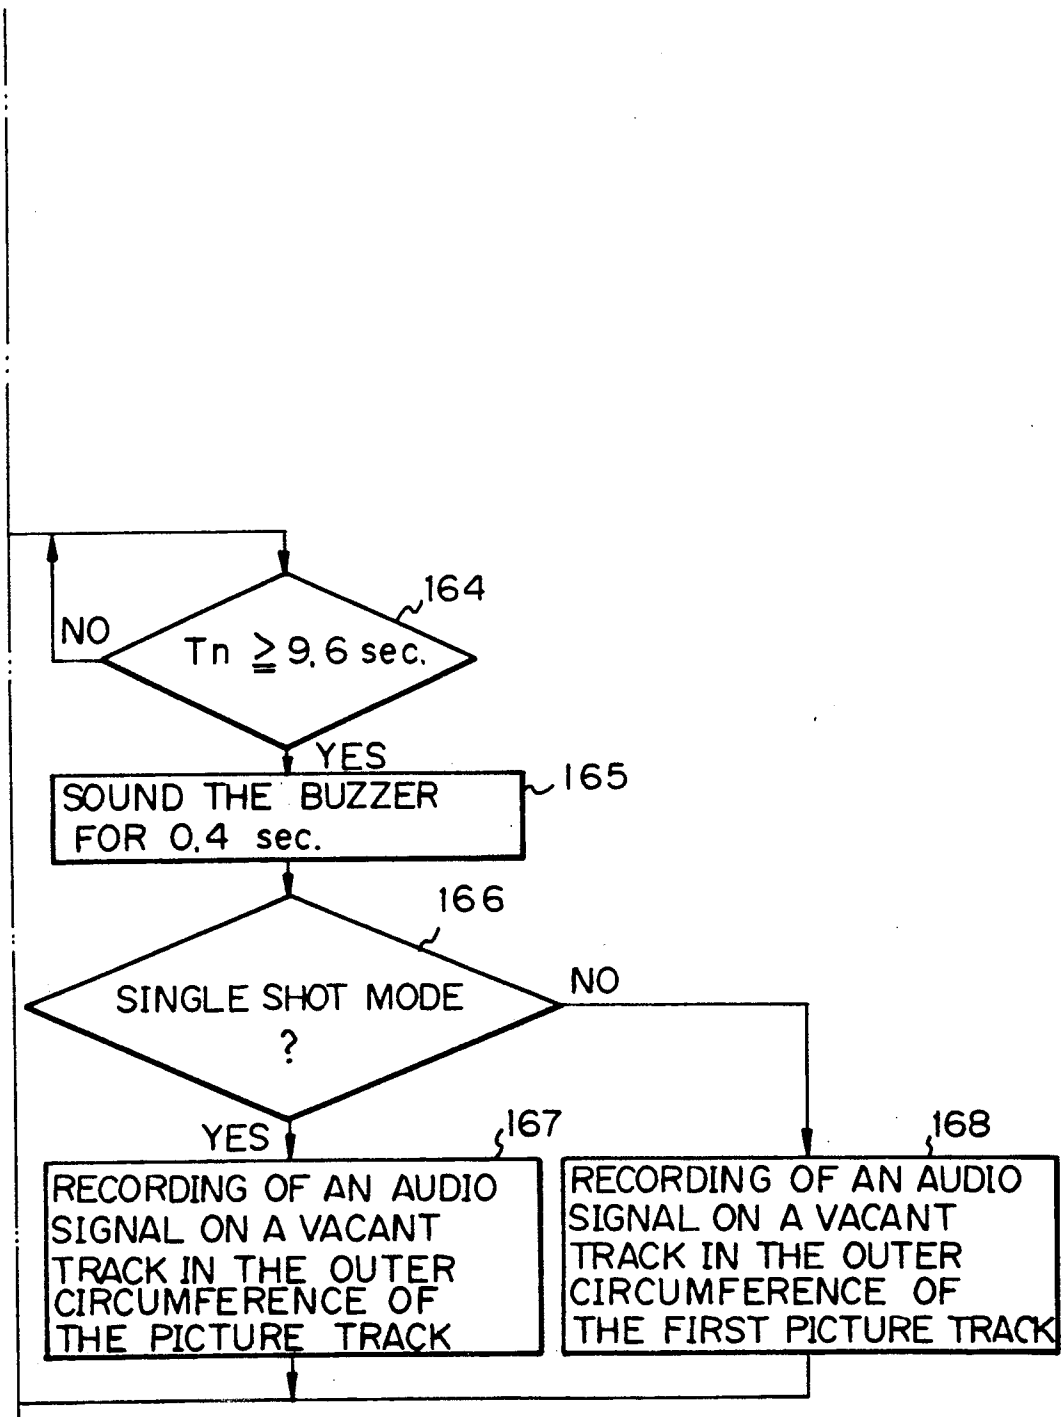 164
NO
Tn ≧ 9.6 sec.
YES
165
SOUND THE BUZZER
FOR 0.4 sec.
166
SINGLE SHOT MODE
?
NO
YES
167
RECORDING OF AN AUDIO
SIGNAL ON A VACANT
TRACK IN THE OUTER
CIRCUMFERENCE OF
THE PICTURE TRACK
168
RECORDING OF AN AUDIO
SIGNAL ON A VACANT
TRACK IN THE OUTER
CIRCUMFERENCE OF
THE FIRST PICTURE TRACK